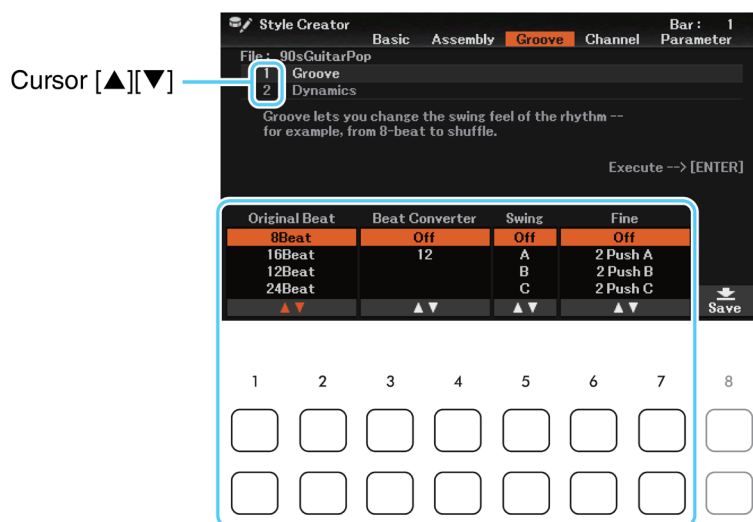 Style Creator Bar: 1
Basic Assembly Groove Channel Parameter
File: 90sGuitarPop
1 Groove
Cursor [▲][▼]
2 Dynamics
Groove lets you change the swing feel of the rhythm --
for example, from 8-beat to shuffle.
Execute --> [ENTER]
Original Beat Beat Converter Swing Fine
8Beat Off Off Off
16Beat 12 A 2 Push A
12Beat B 2 Push B
24Beat C 2 Push C
▲▼ ▲▼ ▲▼ ▲▼ Save
1 2 3 4 5 6 7 8